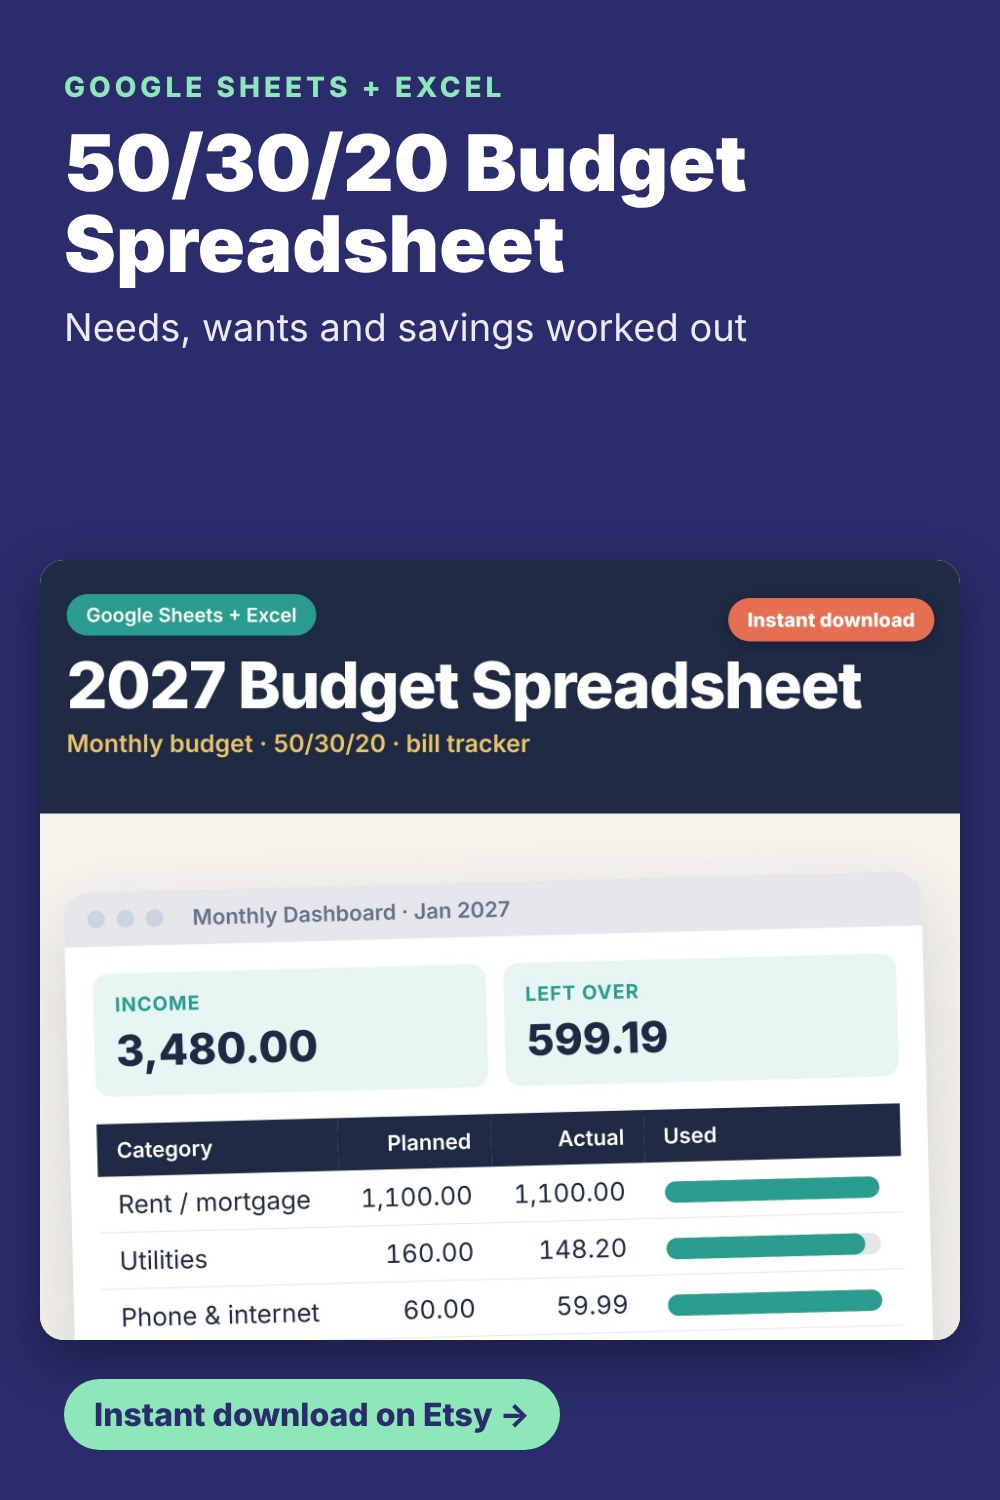 GOOGLE SHEETS + EXCEL
50/30/20 Budget
Spreadsheet
Needs, wants and savings worked out
Google Sheets + Excel
Instant download
2027 Budget Spreadsheet
Monthly budget · 50/30/20 · bill tracker
Monthly Dashboard · Jan 2027
INCOME
3,480.00
LEFT OVER
599.19
Category Planned Actual Used
Rent / mortgage 1,100.00 1,100.00
Utilities 160.00 148.20
Phone & internet 60.00 59.99
Instant download on Etsy →